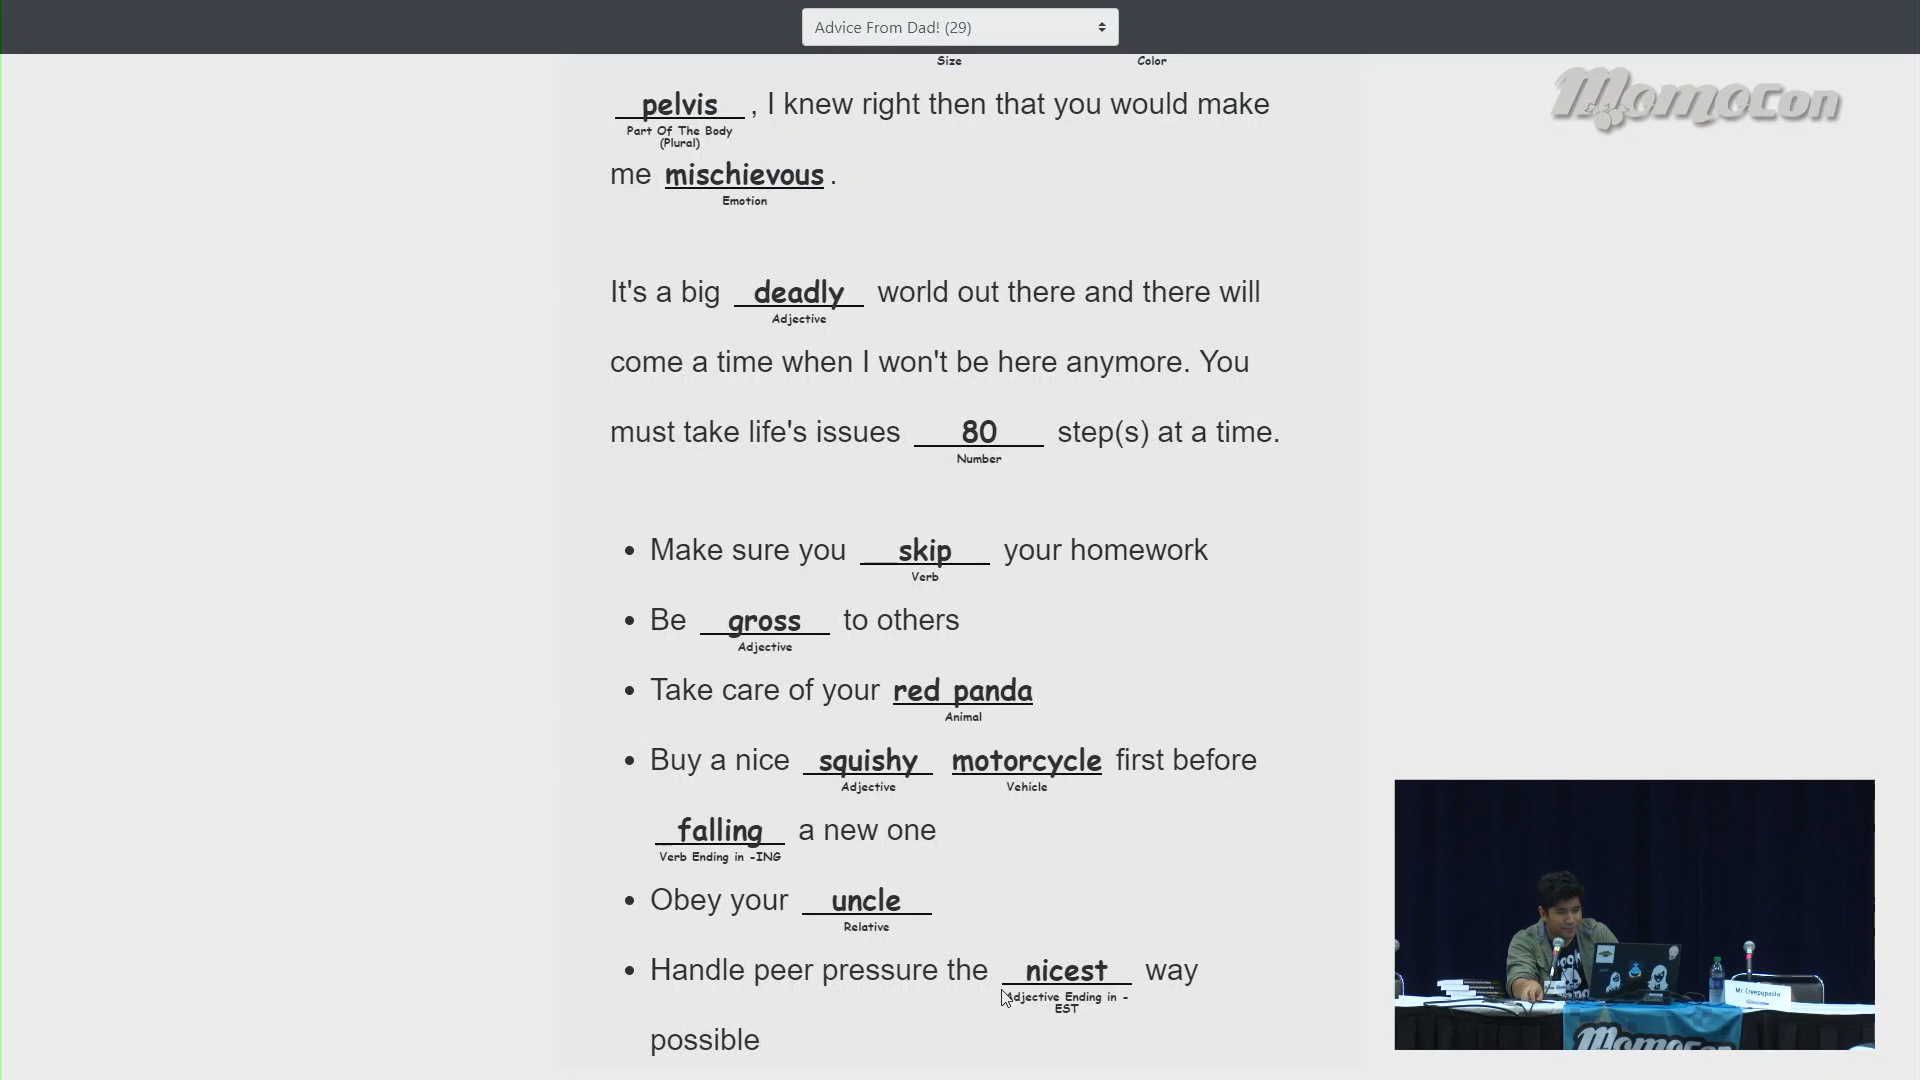 Advice From Dad! (29)
Size Color
MomoCon
pelvis , I knew right then that you would make
Part Of The Body
(Plural)
me mischievous .
Emotion
It's a big deadly world out there and there will
Adjective
come a time when I won't be here anymore. You
must take life's issues 80 step(s) at a time.
Number
• Make sure you skip your homework
Verb
• Be gross to others
Adjective
• Take care of your red panda
Animal
• Buy a nice squishy motorcycle first before
Adjective Vehicle
falling a new one
Verb Ending in -ING
• Obey your uncle
Relative
• Handle peer pressure the nicest way
Adjective Ending in -
EST
possible
Mr. Creepypasta
MomoCon